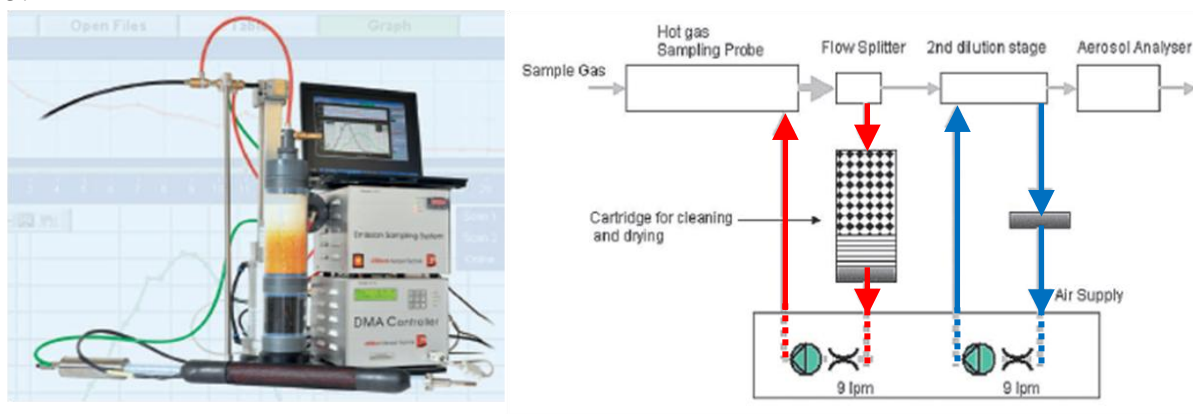 Open Files
Table
Graph
Emission Sampling System
DMA Controller
Hot gas
Sampling Probe
Flow Splitter
2nd dilution stage
Aerosol Analyser
Sample Gas
Cartridge for cleaning
and drying
Air Supply
9 lpm
9 lpm